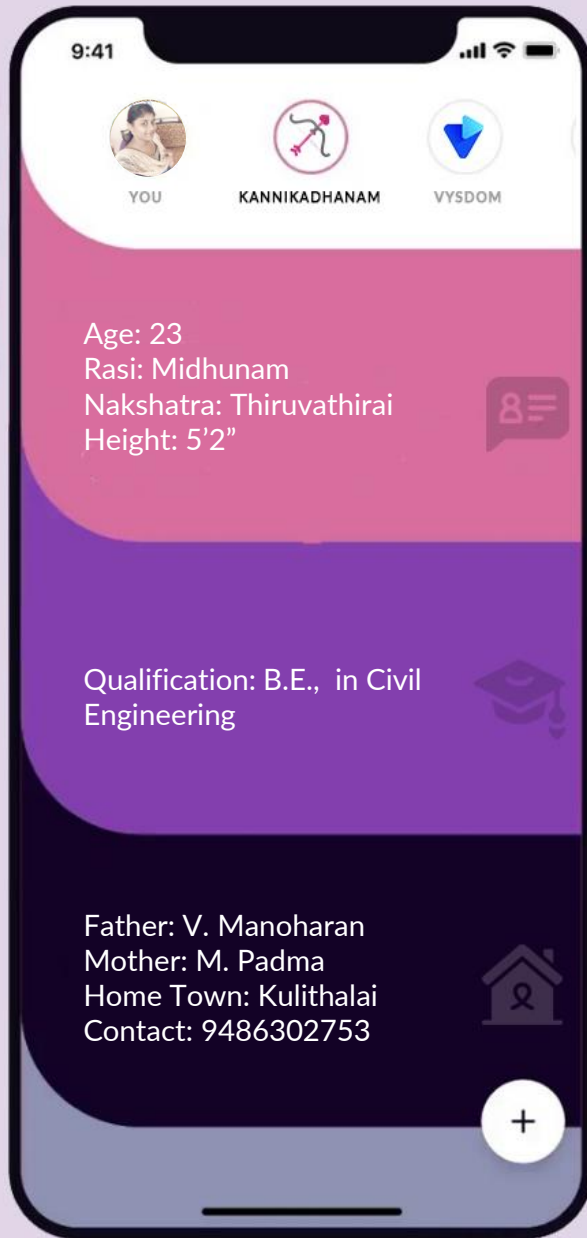 9:41
YOU
KANNIKADHANAM
VYSDOM
Age: 23
Rasi: Midhunam
Nakshatra: Thiruvathirai
Height: 5’2”
Qualification: B.E., in Civil
Engineering
Father: V. Manoharan
Mother: M. Padma
Home Town: Kulithalai
Contact: 9486302753
+